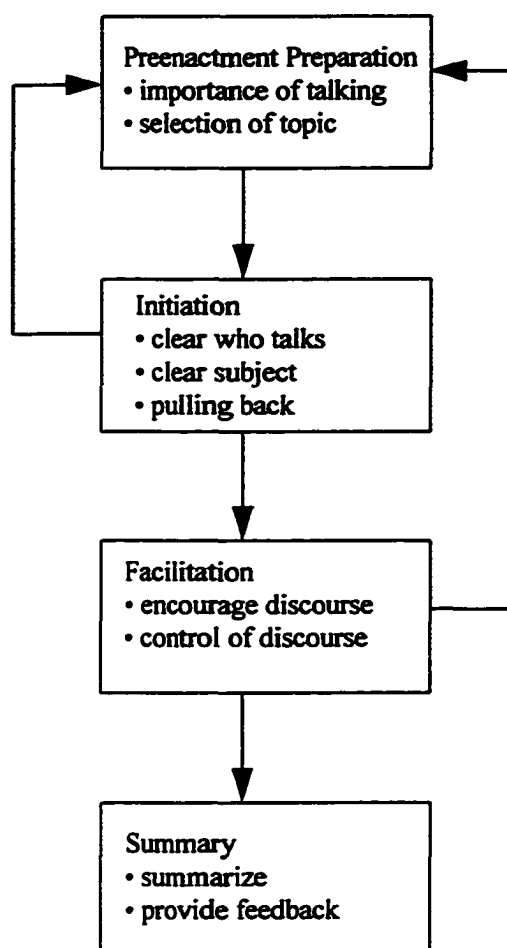 Preenactment Preparation
• importance of talking
• selection of topic
Initiation
• clear who talks
• clear subject
• pulling back
Facilitation
• encourage discourse
• control of discourse
Summary
• summarize
• provide feedback